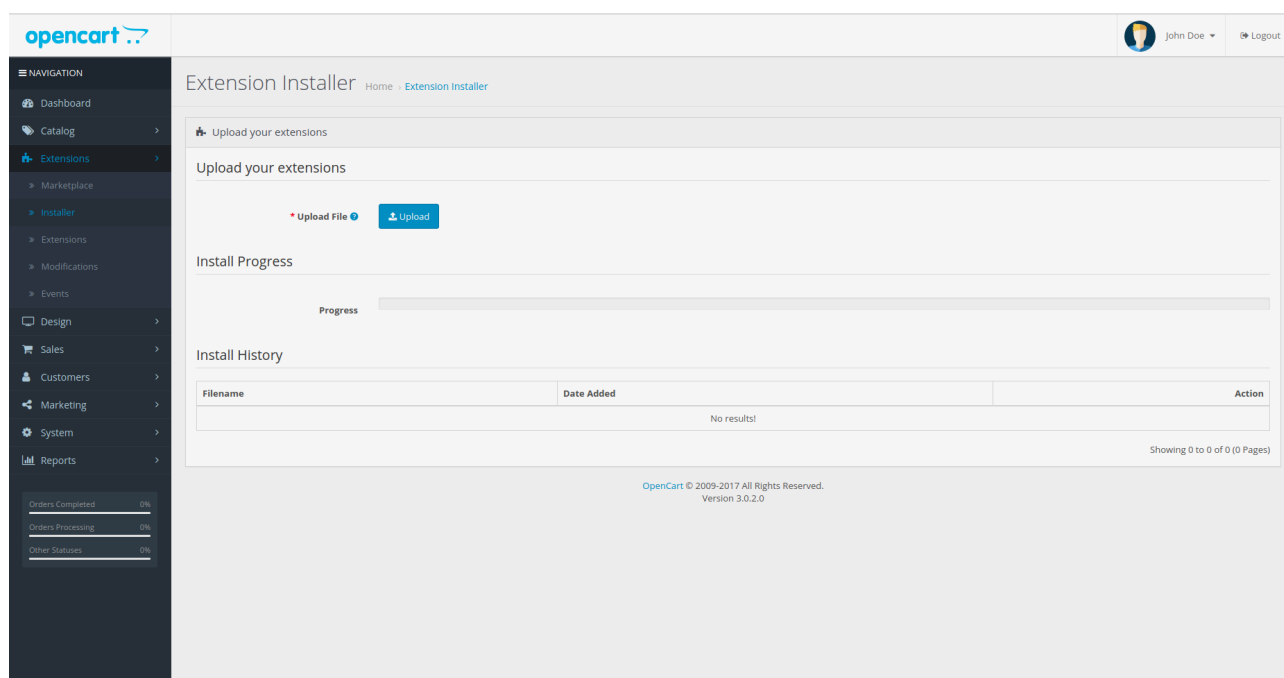 opencart
John Doe
Logout
NAVIGATION
Dashboard
Catalog
Extensions
Marketplace
Installer
Extensions
Modifications
Events
Design
Sales
Customers
Marketing
System
Reports
Orders Completed 0%
Orders Processing 0%
Other Statuses 0%
Extension Installer Home › Extension Installer
Upload your extensions
Upload your extensions
* Upload File Upload
Install Progress
Progress
Install History
Filename Date Added Action
No results!
Showing 0 to 0 of 0 (0 Pages)
OpenCart © 2009-2017 All Rights Reserved.
Version 3.0.2.0